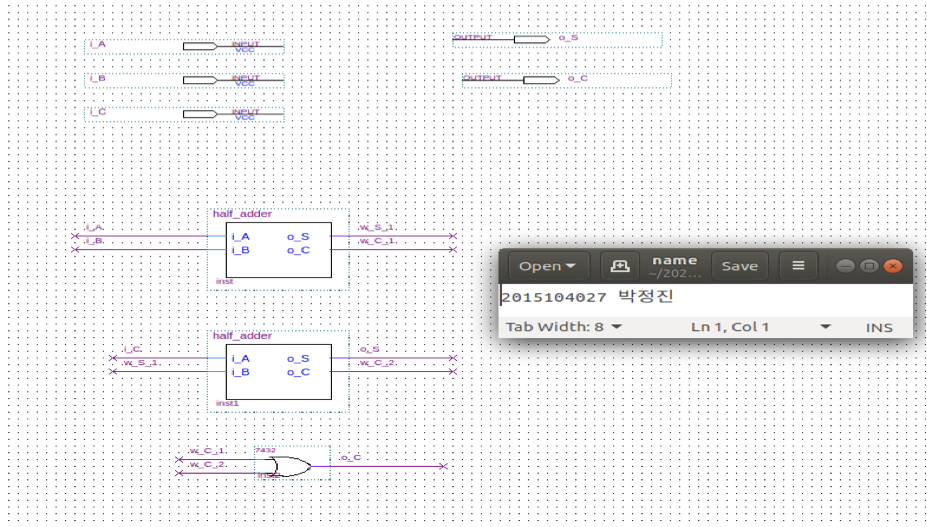 i_A INPUT VCC
OUTPUT o_S
i_B INPUT VCC
OUTPUT o_C
i_C INPUT VCC
half_adder
i_A i_A o_S w_S_1
i_B i_B o_C w_C_1
inst
Open name Save
~/202...
2015104027 박정진
Tab Width: 8 Ln 1, Col 1 INS
half_adder
i_C i_A o_S o_S
w_S_1 i_B o_C w_C_2
inst1
w_C_1 7432 o_C
w_C_2